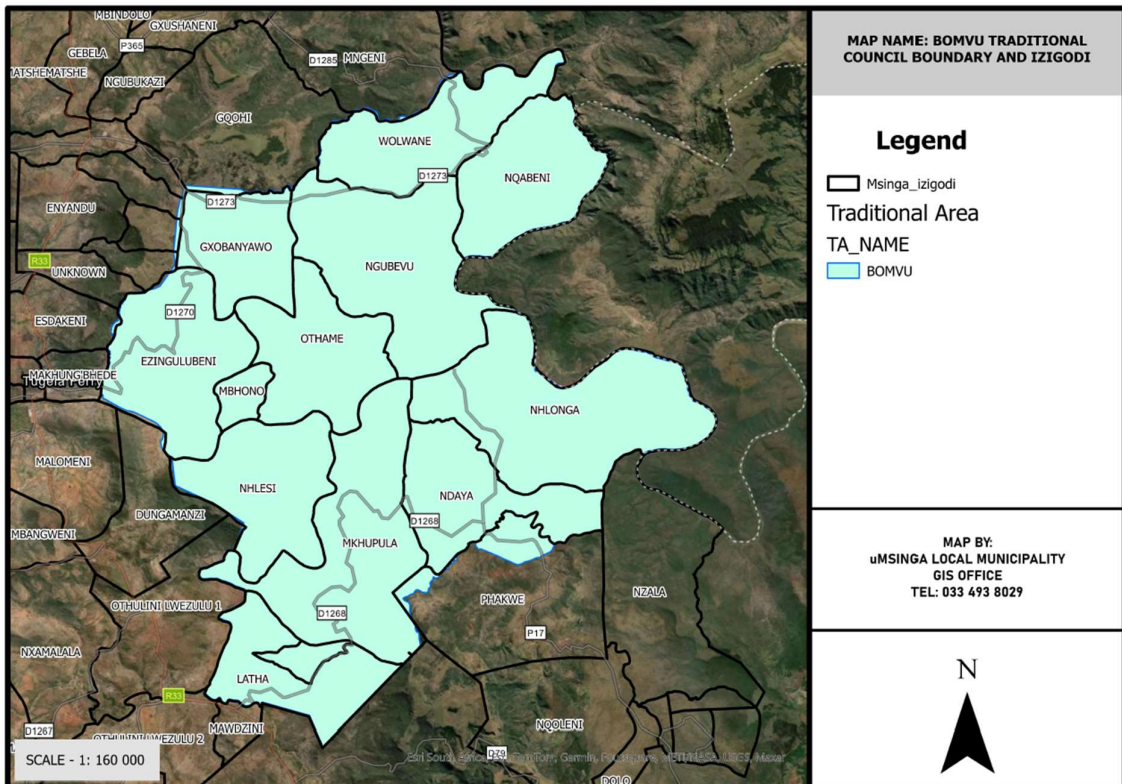 MBINDOLO
GXUSHANENI
P365
GEBELA
MNGENI
D1285
MATSHEMATSHE
NGUBUKAZI
GQOHI
WOLWANE
D1273
NQABENI
ENYANDU
D1273
GXOBANYAWO
R33
UNKNOWN
NGUBEVU
ESDAKENI
D1270
OTHAME
EZINGULUBENI
MAKHUNG'BHEDE
Tugela Ferry
MBHONO
NHLONGA
MALOMENI
NHLESI
NDAYA
DUNGAMANZI
D1268
MBANGWENI
MKHUPULA
NZALA
PHAKWE
OTHULINI LWEZULU 1
D1268
P17
NXAMALALA
LATHA
R33
MAWDZINI
D1267
OTHULINI LWEZULU 2
NQOLENI
D79
DOLO
SCALE - 1: 160 000
MAP NAME: BOMVU TRADITIONAL
COUNCIL BOUNDARY AND IZIGODI
Legend
Msinga_izigodi
Traditional Area
TA_NAME
BOMVU
MAP BY:
uMSINGA LOCAL MUNICIPALITY
GIS OFFICE
TEL: 033 493 8029
N